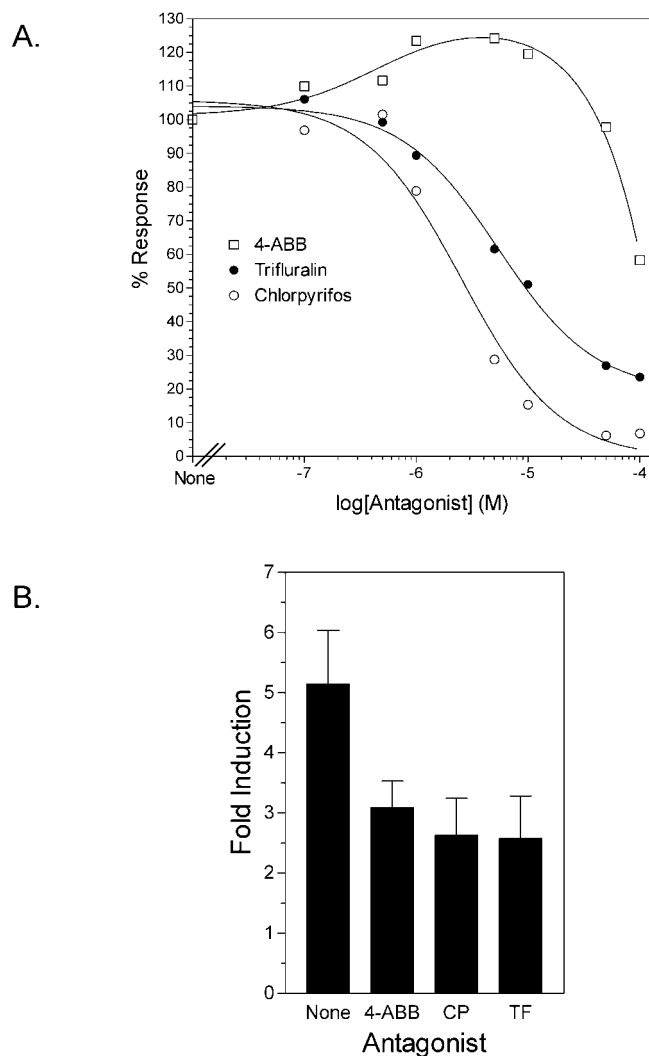 A.
130
120
110
100
90
80
70
60
50
40
30
20
10
0
% Response
4-ABB
Trifluralin
Chlorpyrifos
None
-7
-6
-5
-4
log[Antagonist] (M)
B.
7
6
5
4
3
2
1
0
Fold Induction
None 4-ABB CP TF
Antagonist